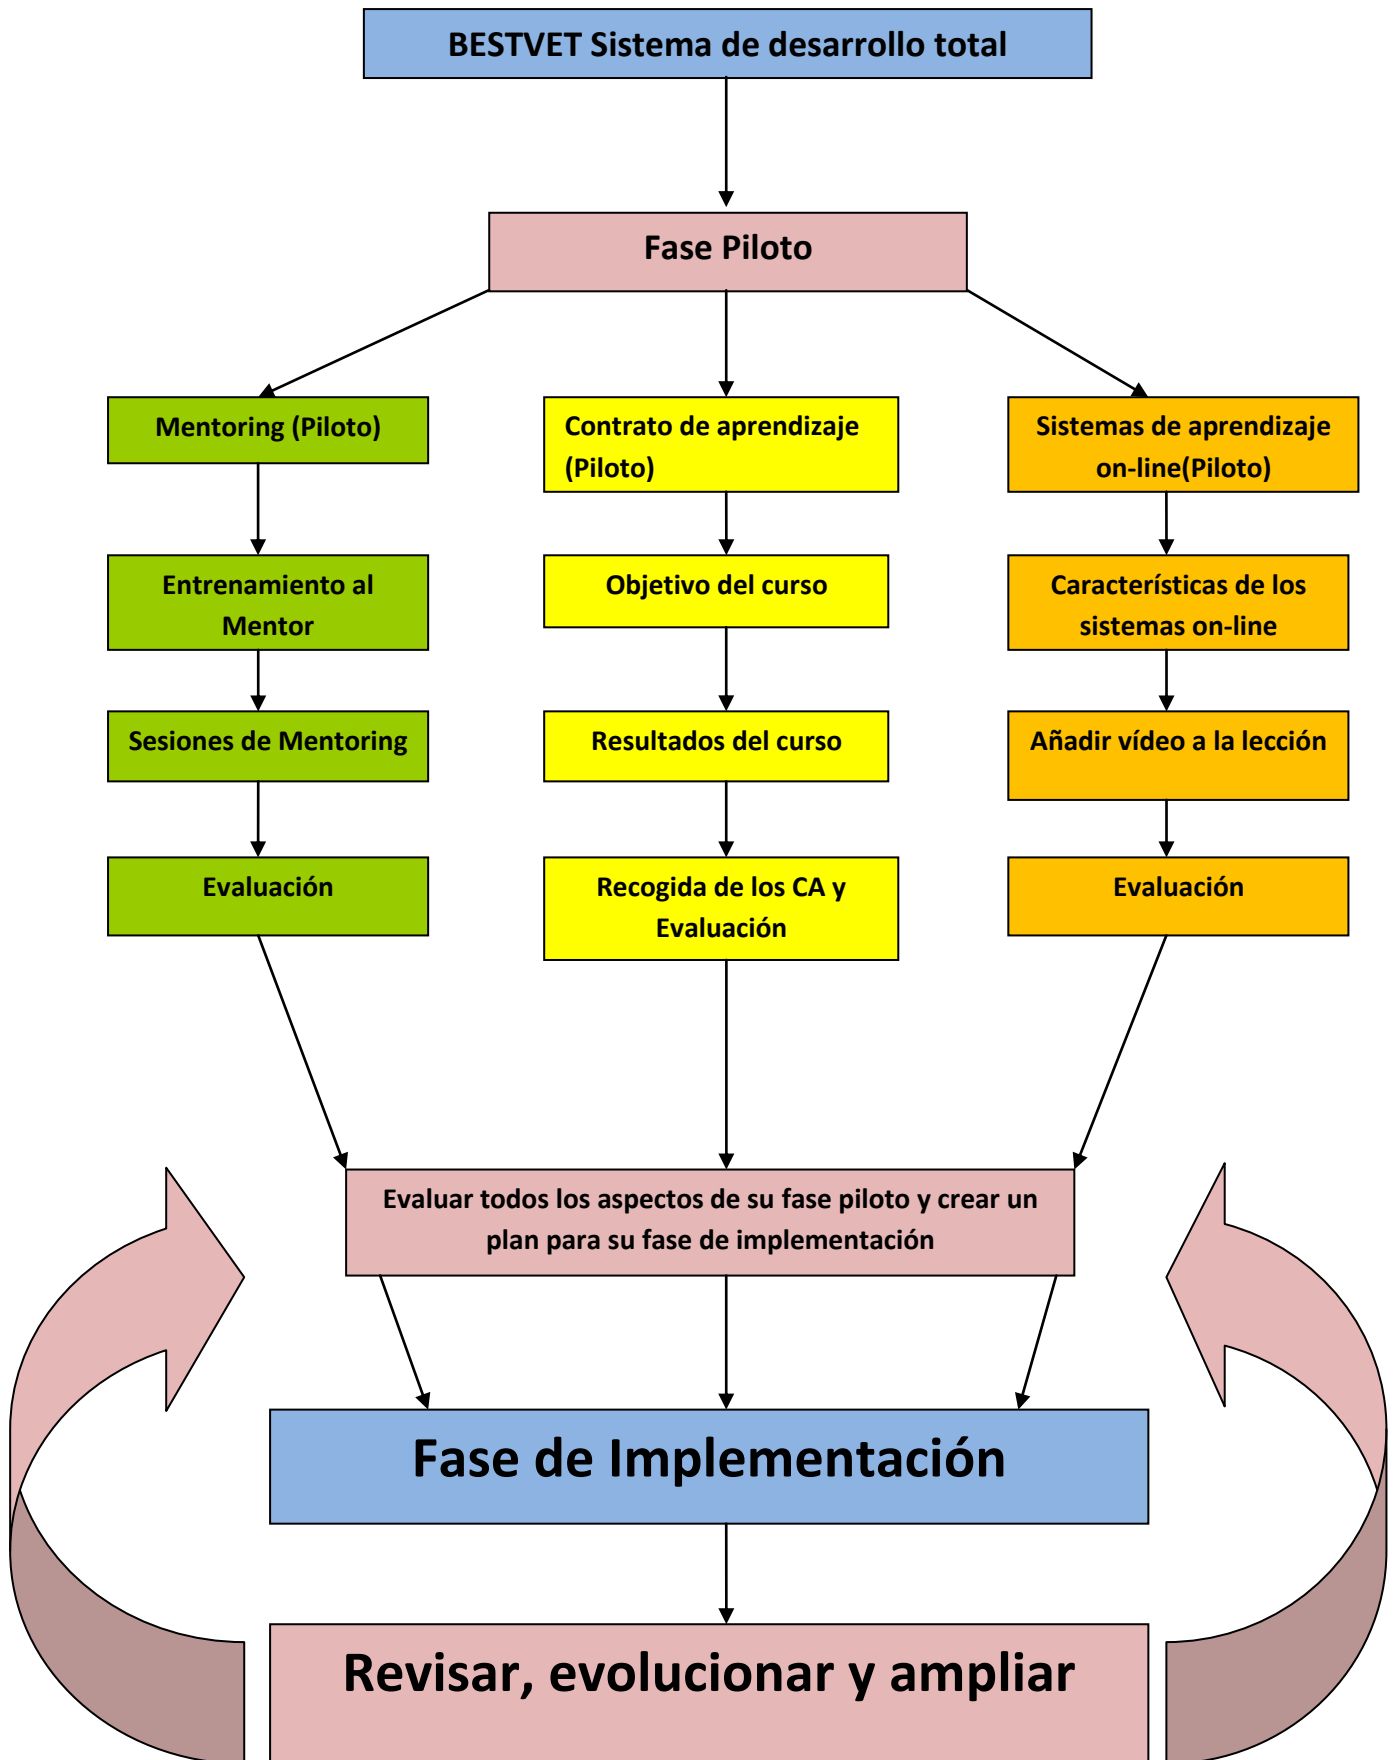 BESTVET Sistema de desarrollo total
Fase Piloto
Mentoring (Piloto)
Contrato de aprendizaje
(Piloto)
Sistemas de aprendizaje
on-line(Piloto)
Entrenamiento al
Mentor
Objetivo del curso
Característícas de los
sistemas on-line
Sesiones de Mentoring
Resultados del curso
Añadir vídeo a la lección
Evaluación
Recogida de los CA y
Evaluación
Evaluación
Evaluar todos los aspectos de su fase piloto y crear un
plan para su fase de implementación
Fase de Implementación
Revisar, evolucionar y ampliar